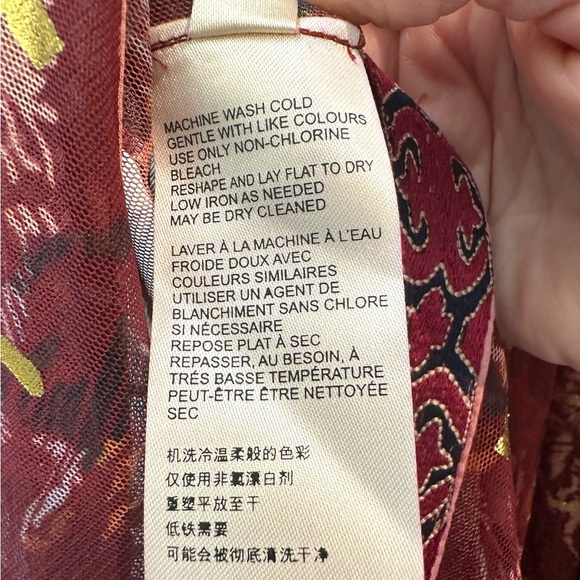 MACHINE WASH COLD
GENTLE WITH LIKE COLOURS
USE ONLY NON-CHLORINE
BLEACH
RESHAPE AND LAY FLAT TO DRY
LOW IRON AS NEEDED
MAY BE DRY CLEANED
LAVER À LA MACHINE À L'EAU
FROIDE DOUX AVEC
COULEURS SIMILAIRES
UTILISER UN AGENT DE
BLANCHIMENT SANS CHLORE
SI NÉCESSAIRE
REPOSE PLAT À SEC
REPASSER, AU BESOIN, À
TRÉS BASSE TEMPÉRATURE
PEUT-ÊTRE ÊTRE NETTOYÉE
SEC
机洗冷温柔般的色彩
仅使用非氯漂白剂
重塑平放至干
低铁需要
可能会被彻底清洗干净